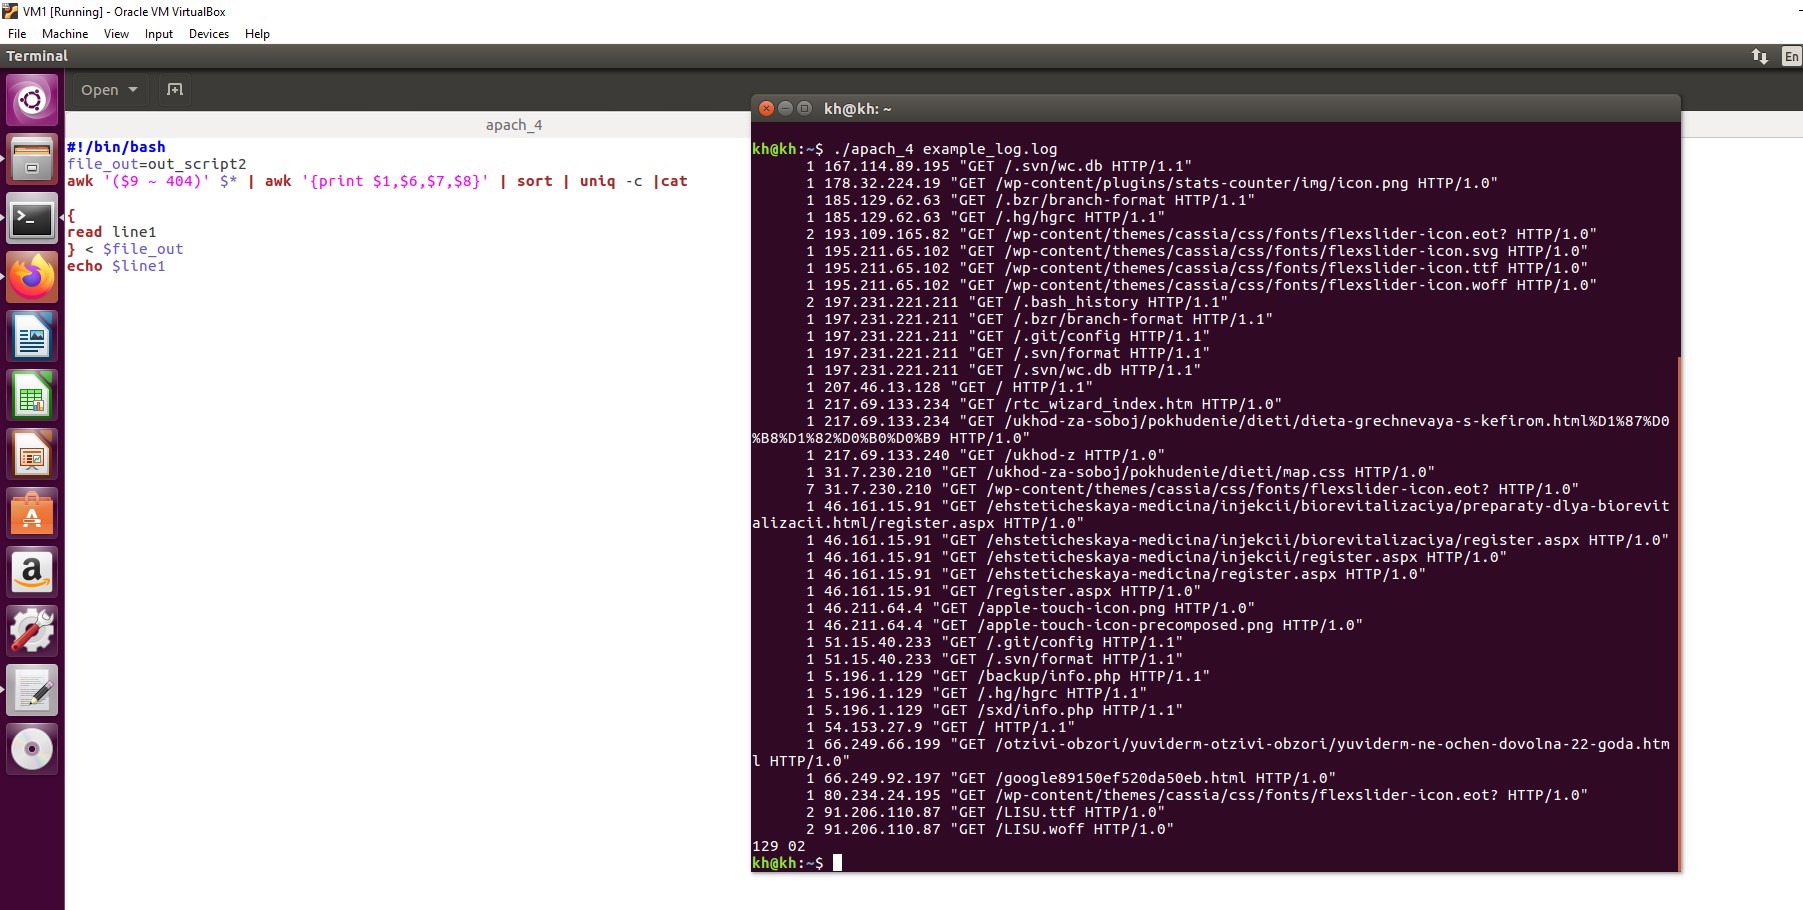 VM1 [Running] - Oracle VM VirtualBox
File Machine View Input Devices Help
Terminal
En
Open
apach_4
#!/bin/bash
file_out=out_script2
awk '($9 ~ 404)' $* | awk '{print $1,$6,$7,$8}' | sort | uniq -c |cat
{
read line1
} < $file_out
echo $line1
kh@kh: ~
kh@kh:~$ ./apach_4 example_log.log
1 167.114.89.195 "GET /.svn/wc.db HTTP/1.1"
1 178.32.224.19 "GET /wp-content/plugins/stats-counter/img/icon.png HTTP/1.0"
1 185.129.62.63 "GET /.bzr/branch-format HTTP/1.1"
1 185.129.62.63 "GET /.hg/hgrc HTTP/1.1"
2 193.109.165.82 "GET /wp-content/themes/cassia/css/fonts/flexslider-icon.eot? HTTP/1.0"
1 195.211.65.102 "GET /wp-content/themes/cassia/css/fonts/flexslider-icon.svg HTTP/1.0"
1 195.211.65.102 "GET /wp-content/themes/cassia/css/fonts/flexslider-icon.ttf HTTP/1.0"
1 195.211.65.102 "GET /wp-content/themes/cassia/css/fonts/flexslider-icon.woff HTTP/1.0"
2 197.231.221.211 "GET /.bash_history HTTP/1.1"
1 197.231.221.211 "GET /.bzr/branch-format HTTP/1.1"
1 197.231.221.211 "GET /.git/config HTTP/1.1"
1 197.231.221.211 "GET /.svn/format HTTP/1.1"
1 197.231.221.211 "GET /.svn/wc.db HTTP/1.1"
1 207.46.13.128 "GET / HTTP/1.1"
1 217.69.133.234 "GET /rtc_wizard_index.htm HTTP/1.0"
1 217.69.133.234 "GET /ukhod-za-soboj/pokhudenie/dieti/dieta-grechnevaya-s-kefirom.html%D1%87%D0
%B8%D1%82%D0%B0%D0%B9 HTTP/1.0"
1 217.69.133.240 "GET /ukhod-z HTTP/1.0"
1 31.7.230.210 "GET /ukhod-za-soboj/pokhudenie/dieti/map.css HTTP/1.0"
7 31.7.230.210 "GET /wp-content/themes/cassia/css/fonts/flexslider-icon.eot? HTTP/1.0"
1 46.161.15.91 "GET /ehsteticheskaya-medicina/injekcii/biorevitalizaciya/preparaty-dlya-biorevit
alizacii.html/register.aspx HTTP/1.0"
1 46.161.15.91 "GET /ehsteticheskaya-medicina/injekcii/biorevitalizaciya/register.aspx HTTP/1.0"
1 46.161.15.91 "GET /ehsteticheskaya-medicina/injekcii/register.aspx HTTP/1.0"
1 46.161.15.91 "GET /ehsteticheskaya-medicina/register.aspx HTTP/1.0"
1 46.161.15.91 "GET /register.aspx HTTP/1.0"
1 46.211.64.4 "GET /apple-touch-icon.png HTTP/1.0"
1 46.211.64.4 "GET /apple-touch-icon-precomposed.png HTTP/1.0"
1 51.15.40.233 "GET /.git/config HTTP/1.1"
1 51.15.40.233 "GET /.svn/format HTTP/1.1"
1 5.196.1.129 "GET /backup/info.php HTTP/1.1"
1 5.196.1.129 "GET /.hg/hgrc HTTP/1.1"
1 5.196.1.129 "GET /sxd/info.php HTTP/1.1"
1 54.153.27.9 "GET / HTTP/1.1"
1 66.249.66.199 "GET /otzivi-obzori/yuviderm-otzivi-obzori/yuviderm-ne-ochen-dovolna-22-goda.htm
l HTTP/1.0"
1 66.249.92.197 "GET /google89150ef520da50eb.html HTTP/1.0"
1 80.234.24.195 "GET /wp-content/themes/cassia/css/fonts/flexslider-icon.eot? HTTP/1.0"
2 91.206.110.87 "GET /LISU.ttf HTTP/1.0"
2 91.206.110.87 "GET /LISU.woff HTTP/1.0"
129 02
kh@kh:~$